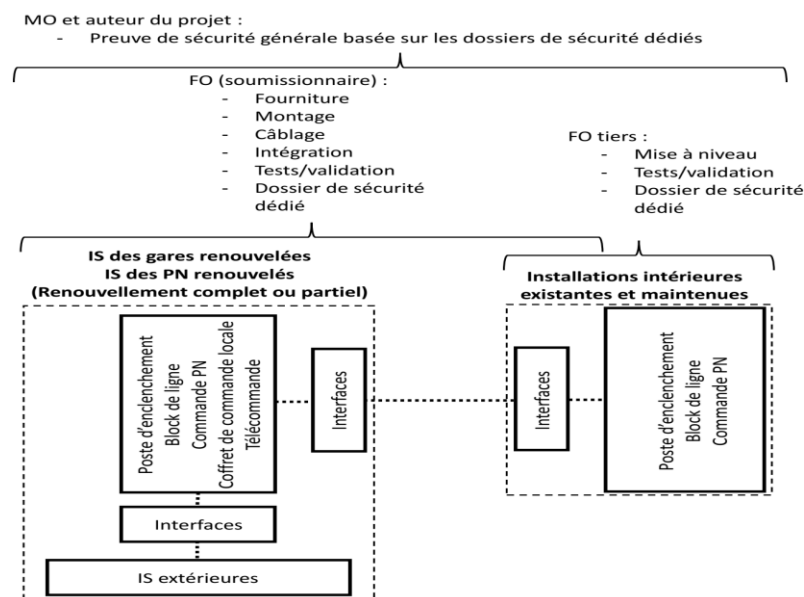 MO et auteur du projet :
- Preuve de sécurité générale basée sur les dossiers de sécurité dédiés
FO (soumissionnaire) :
- Fourniture
- Montage
- Câblage
- Intégration
- Tests/validation
- Dossier de sécurité
dédié
FO tiers :
- Mise à niveau
- Tests/validation
- Dossier de sécurité
dédié
IS des gares renouvelées
IS des PN renouvelés
(Renouvellement complet ou partiel)
Installations intérieures
existantes et maintenues
Poste d'enclenchement
Block de ligne
Commande PN
Coffret de commande locale
Télécommande
Interfaces
Interfaces
Poste d'enclenchement
Block de ligne
Commande PN
Interfaces
IS extérieures